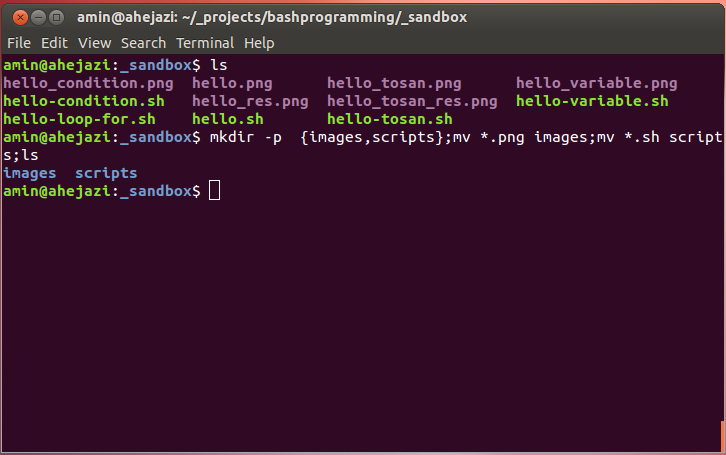 amin@ahejazi: ~/_projects/bashprogramming/_sandbox
File Edit View Search Terminal Help
amin@ahejazi:_sandbox$ ls
hello_condition.png  hello.png      hello_tosan.png      hello_variable.png
hello-condition.sh   hello_res.png  hello_tosan_res.png  hello-variable.sh
hello-loop-for.sh    hello.sh       hello-tosan.sh
amin@ahejazi:_sandbox$ mkdir -p  {images,scripts};mv *.png images;mv *.sh script
s;ls
images  scripts
amin@ahejazi:_sandbox$